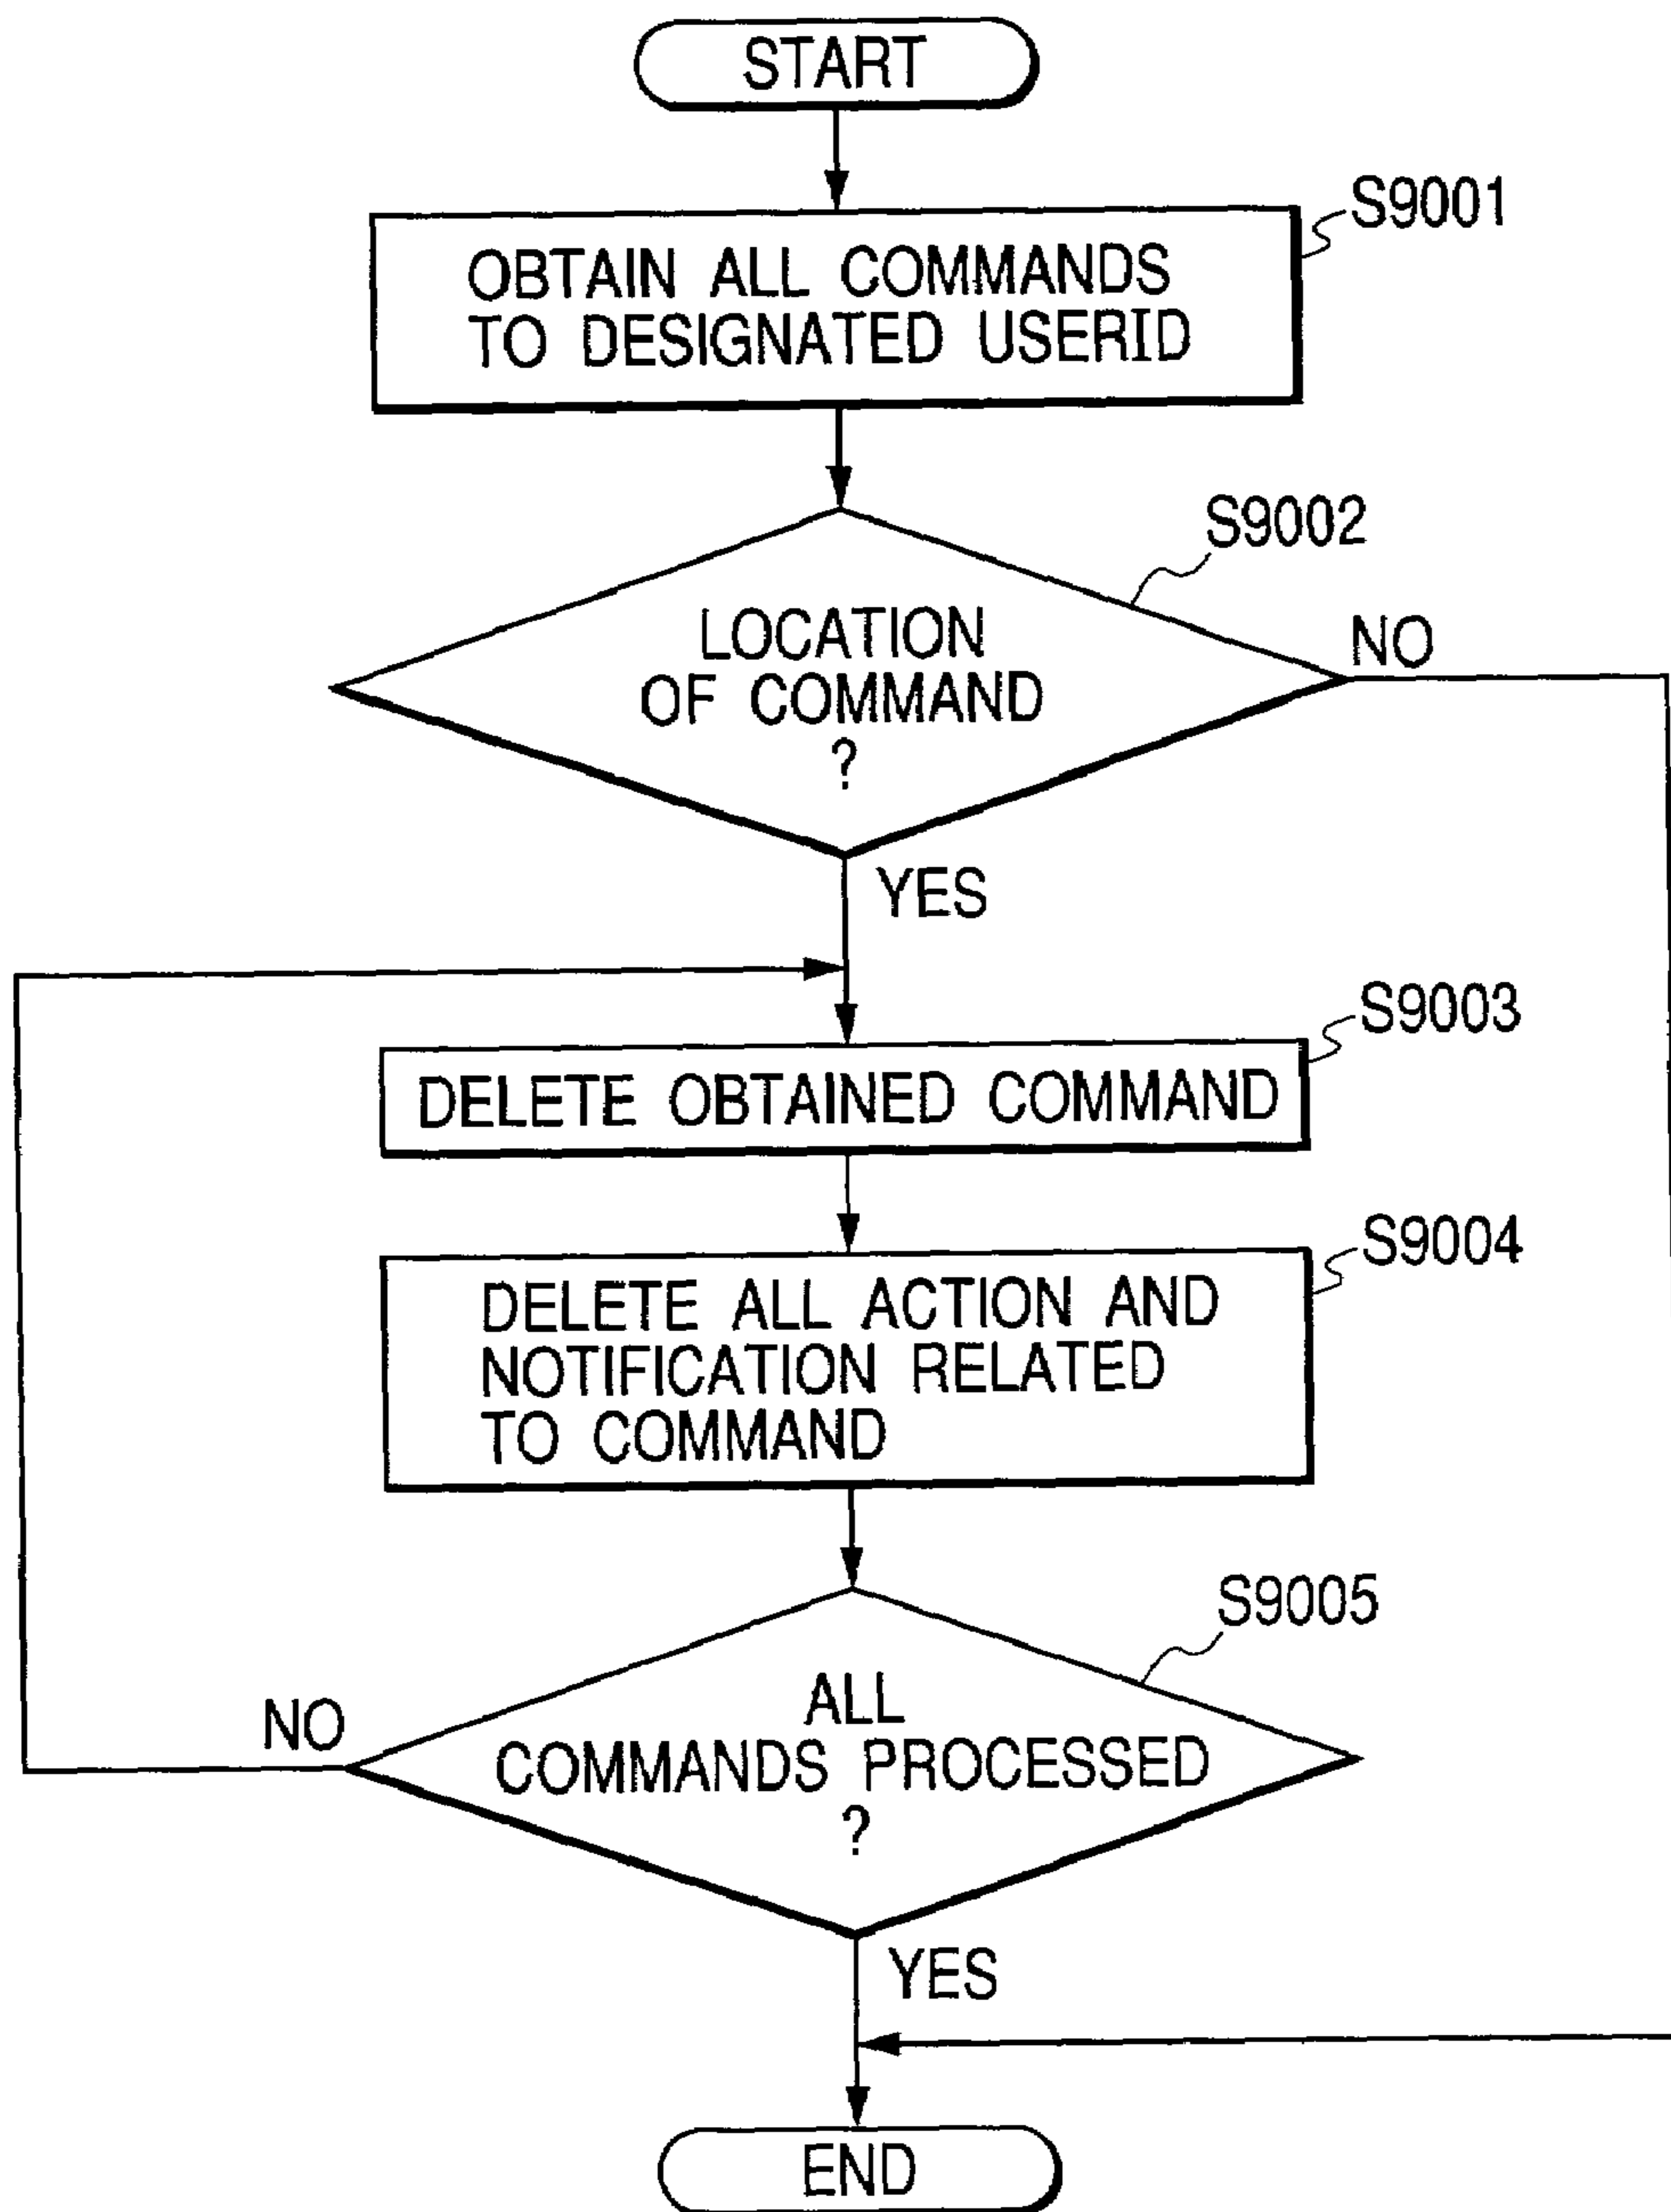 START
S9001
OBTAIN ALL COMMANDS
TO DESIGNATED USERID
S9002
LOCATION
OF COMMAND
?
NO
YES
S9003
DELETE OBTAINED COMMAND
S9004
DELETE ALL ACTION AND
NOTIFICATION RELATED
TO COMMAND
S9005
ALL
COMMANDS PROCESSED
?
NO
YES
END